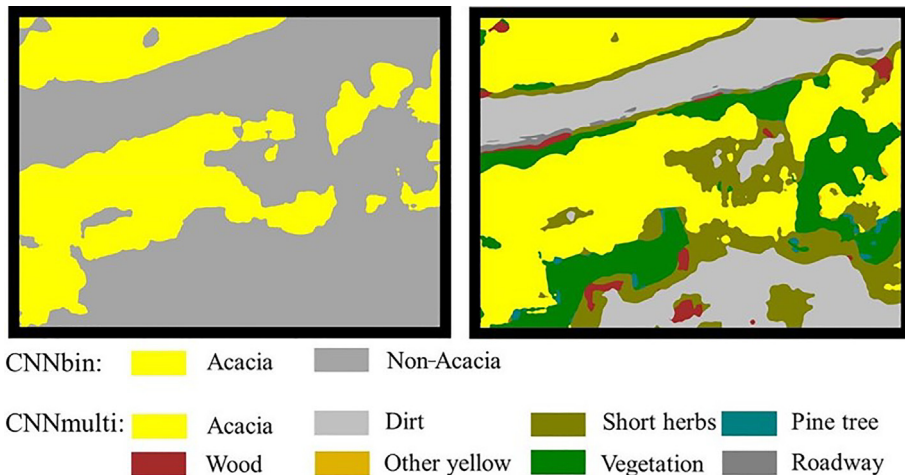 CNNbin: Acacia Non-Acacia
CNNmulti: Acacia Dirt Short herbs Pine tree
Wood Other yellow Vegetation Roadway